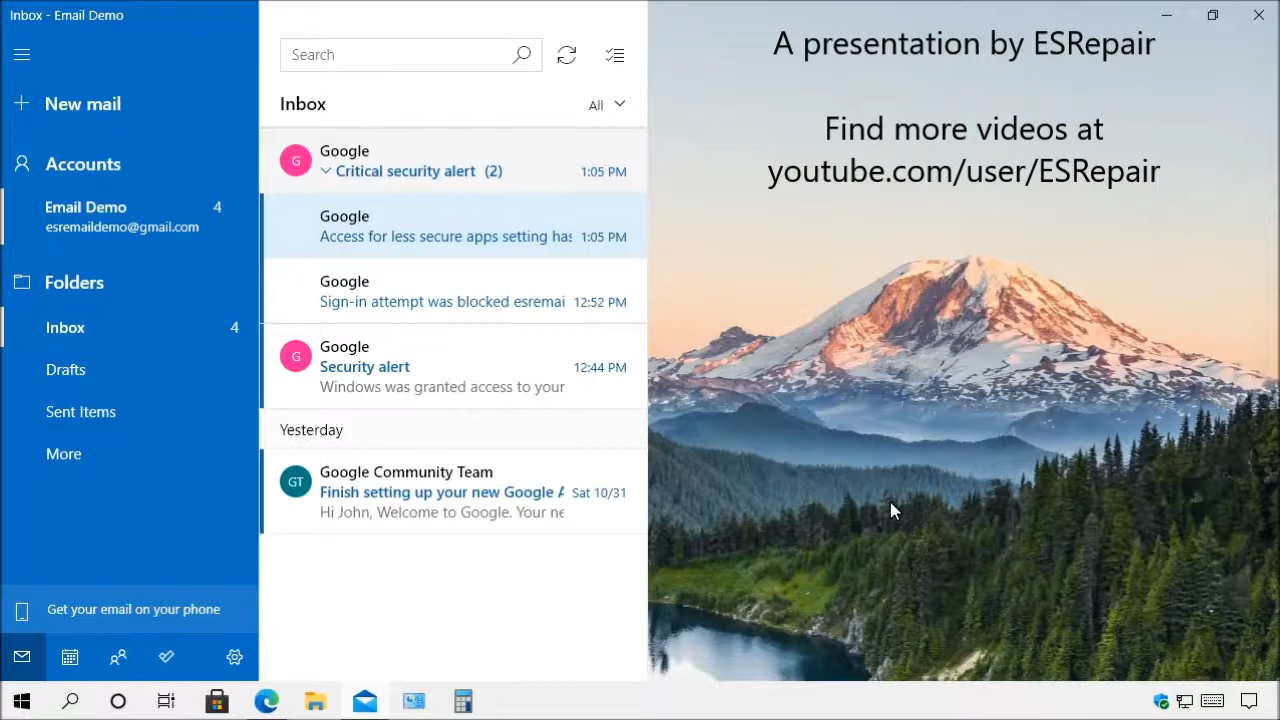 Inbox - Email Demo
New mail
Accounts
Email Demo 4
esremaildemo@gmail.com
Folders
Inbox 4
Drafts
Sent Items
More
Get your email on your phone
Search
Inbox
All
G
Google
Critical security alert (2) 1:05 PM
Google
Access for less secure apps setting has 1:05 PM
Google
Sign-in attempt was blocked esremai 12:52 PM
G
Google
Security alert 12:44 PM
Windows was granted access to your
Yesterday
GT
Google Community Team
Finish setting up your new Google A Sat 10/31
Hi John, Welcome to Google. Your ne
A presentation by ESRepair
Find more videos at
youtube.com/user/ESRepair